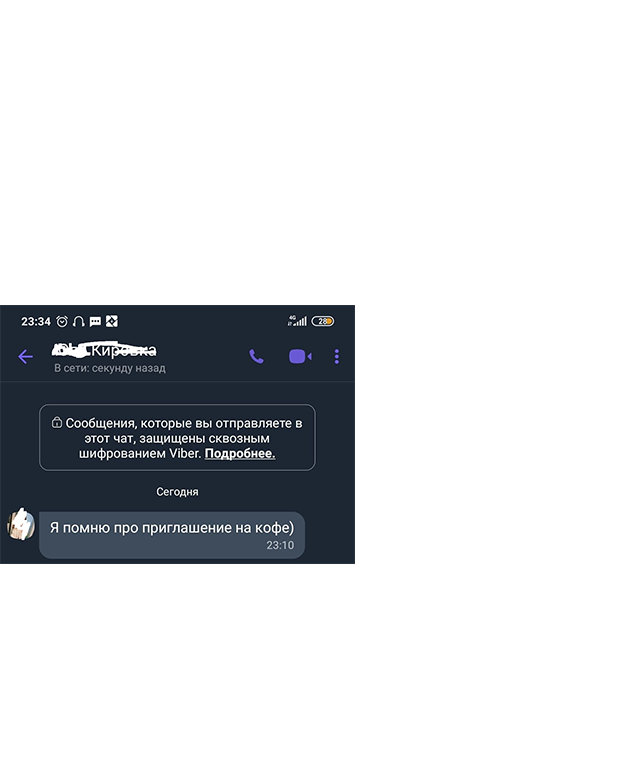 23:34
4G
28
Кировка
В сети: секунду назад
Сообщения, которые вы отправляете в
этот чат, защищены сквозным
шифрованием Viber. Подробнее.
Сегодня
Я помню про приглашение на кофе)
23:10